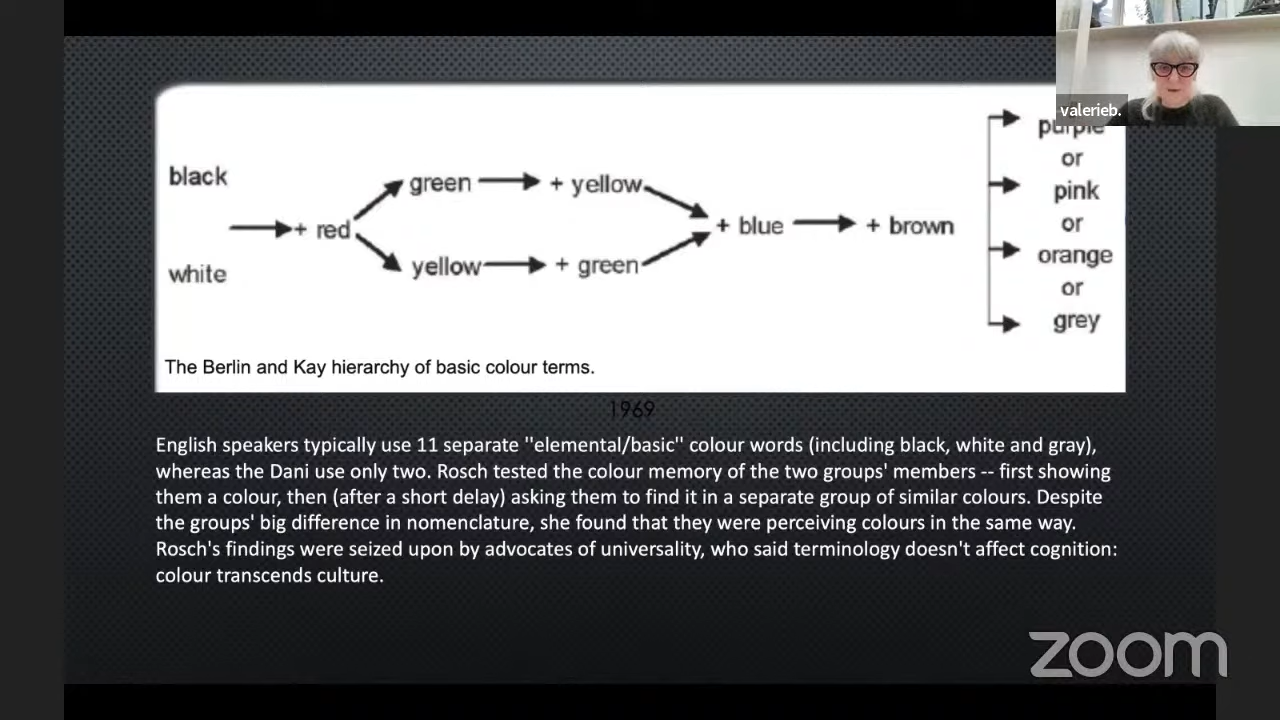 valerieb.
purple
or
black
green + yellow
pink
or
+ red
+ blue + brown
orange
yellow + green
white
or
grey
The Berlin and Kay hierarchy of basic colour terms.
1969
English speakers typically use 11 separate "elemental/basic" colour words (including black, white and gray),
whereas the Dani use only two. Rosch tested the colour memory of the two groups' members -- first showing
them a colour, then (after a short delay) asking them to find it in a separate group of similar colours. Despite
the groups' big difference in nomenclature, she found that they were perceiving colours in the same way.
Rosch's findings were seized upon by advocates of universality, who said terminology doesn't affect cognition:
colour transcends culture.
zoom